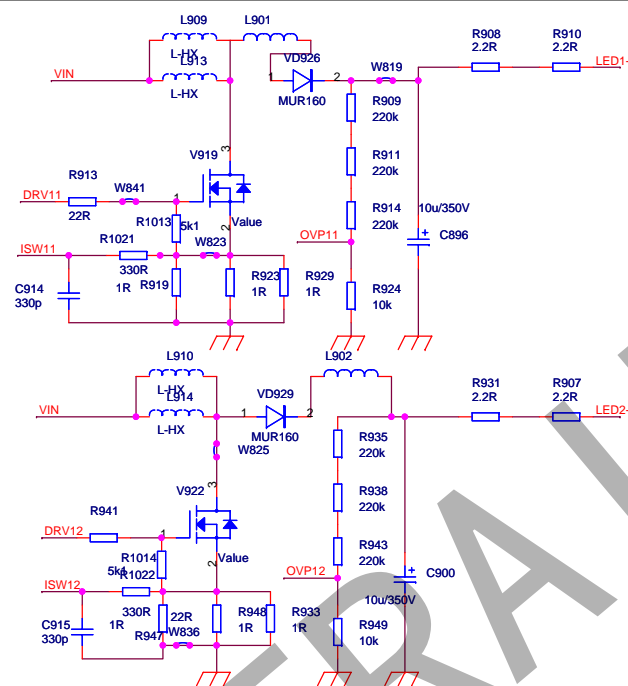 L909
L901
L-HX
L913
L-HX
VIN
VD926
1
2
MUR160
W819
R908
2.2R
R910
2.2R
LED1-
R909
220k
R911
220k
R914
220k
10u/350V
C896
+
OVP11
R924
10k
V919
3
Value
2
R913
22R
DRV11
W841
1
R1013
5k1
W823
ISW11
R1021
330R
C914
330p
1R
R919
R923
1R
R929
1R
L910
L-HX
L914
L-HX
VIN
VD929
1
2
MUR160
L902
W825
R931
2.2R
R907
2.2R
LED2-
R935
220k
R938
220k
R943
220k
+
C900
10u/350V
OVP12
R949
10k
V922
3
Value
2
R941
DRV12
1
R1014
5k1
R1022
ISW12
330R
22R
C915
330p
1R
R947
W836
R948
1R
R933
1R